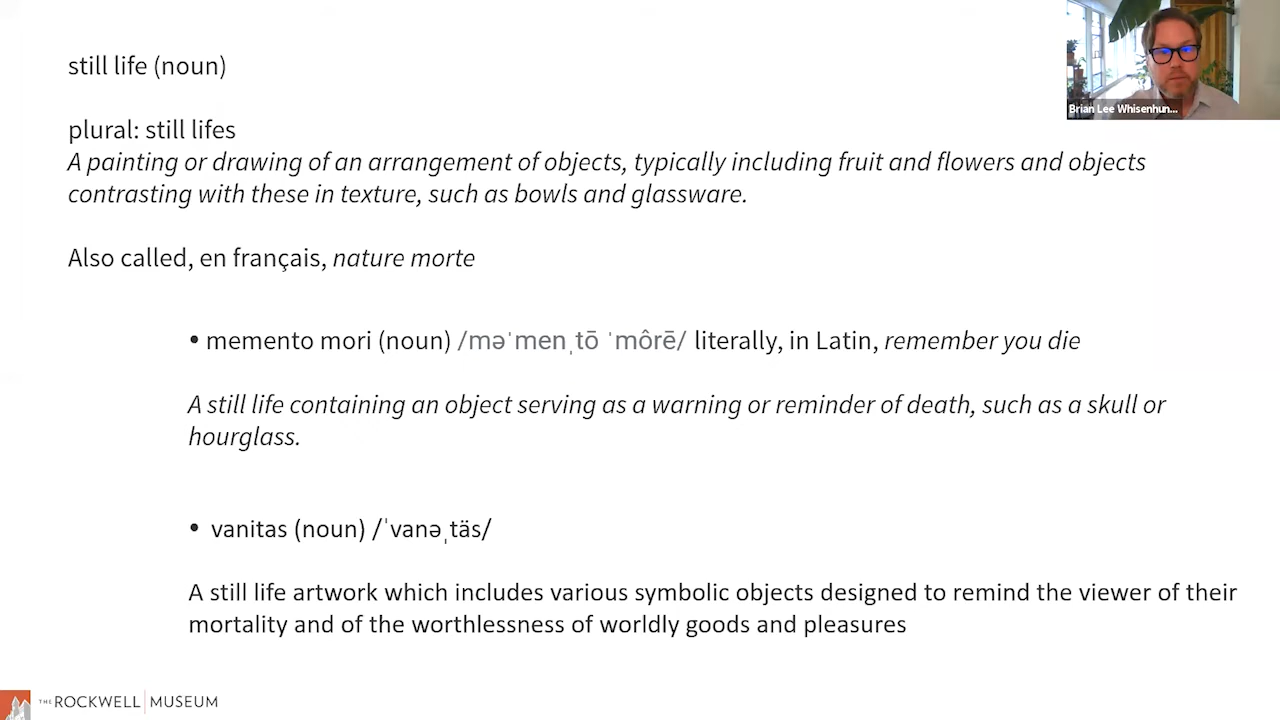 still life (noun)
Brian Lee Whisenhun...
plural: still lifes
A painting or drawing of an arrangement of objects, typically including fruit and flowers and objects
contrasting with these in texture, such as bowls and glassware.
Also called, en français, nature morte
• memento mori (noun) /məˈmenˌtō ˈmôrē/ literally, in Latin, remember you die
A still life containing an object serving as a warning or reminder of death, such as a skull or
hourglass.
• vanitas (noun) /ˈvanəˌtäs/
A still life artwork which includes various symbolic objects designed to remind the viewer of their
mortality and of the worthlessness of worldly goods and pleasures
THE ROCKWELL MUSEUM